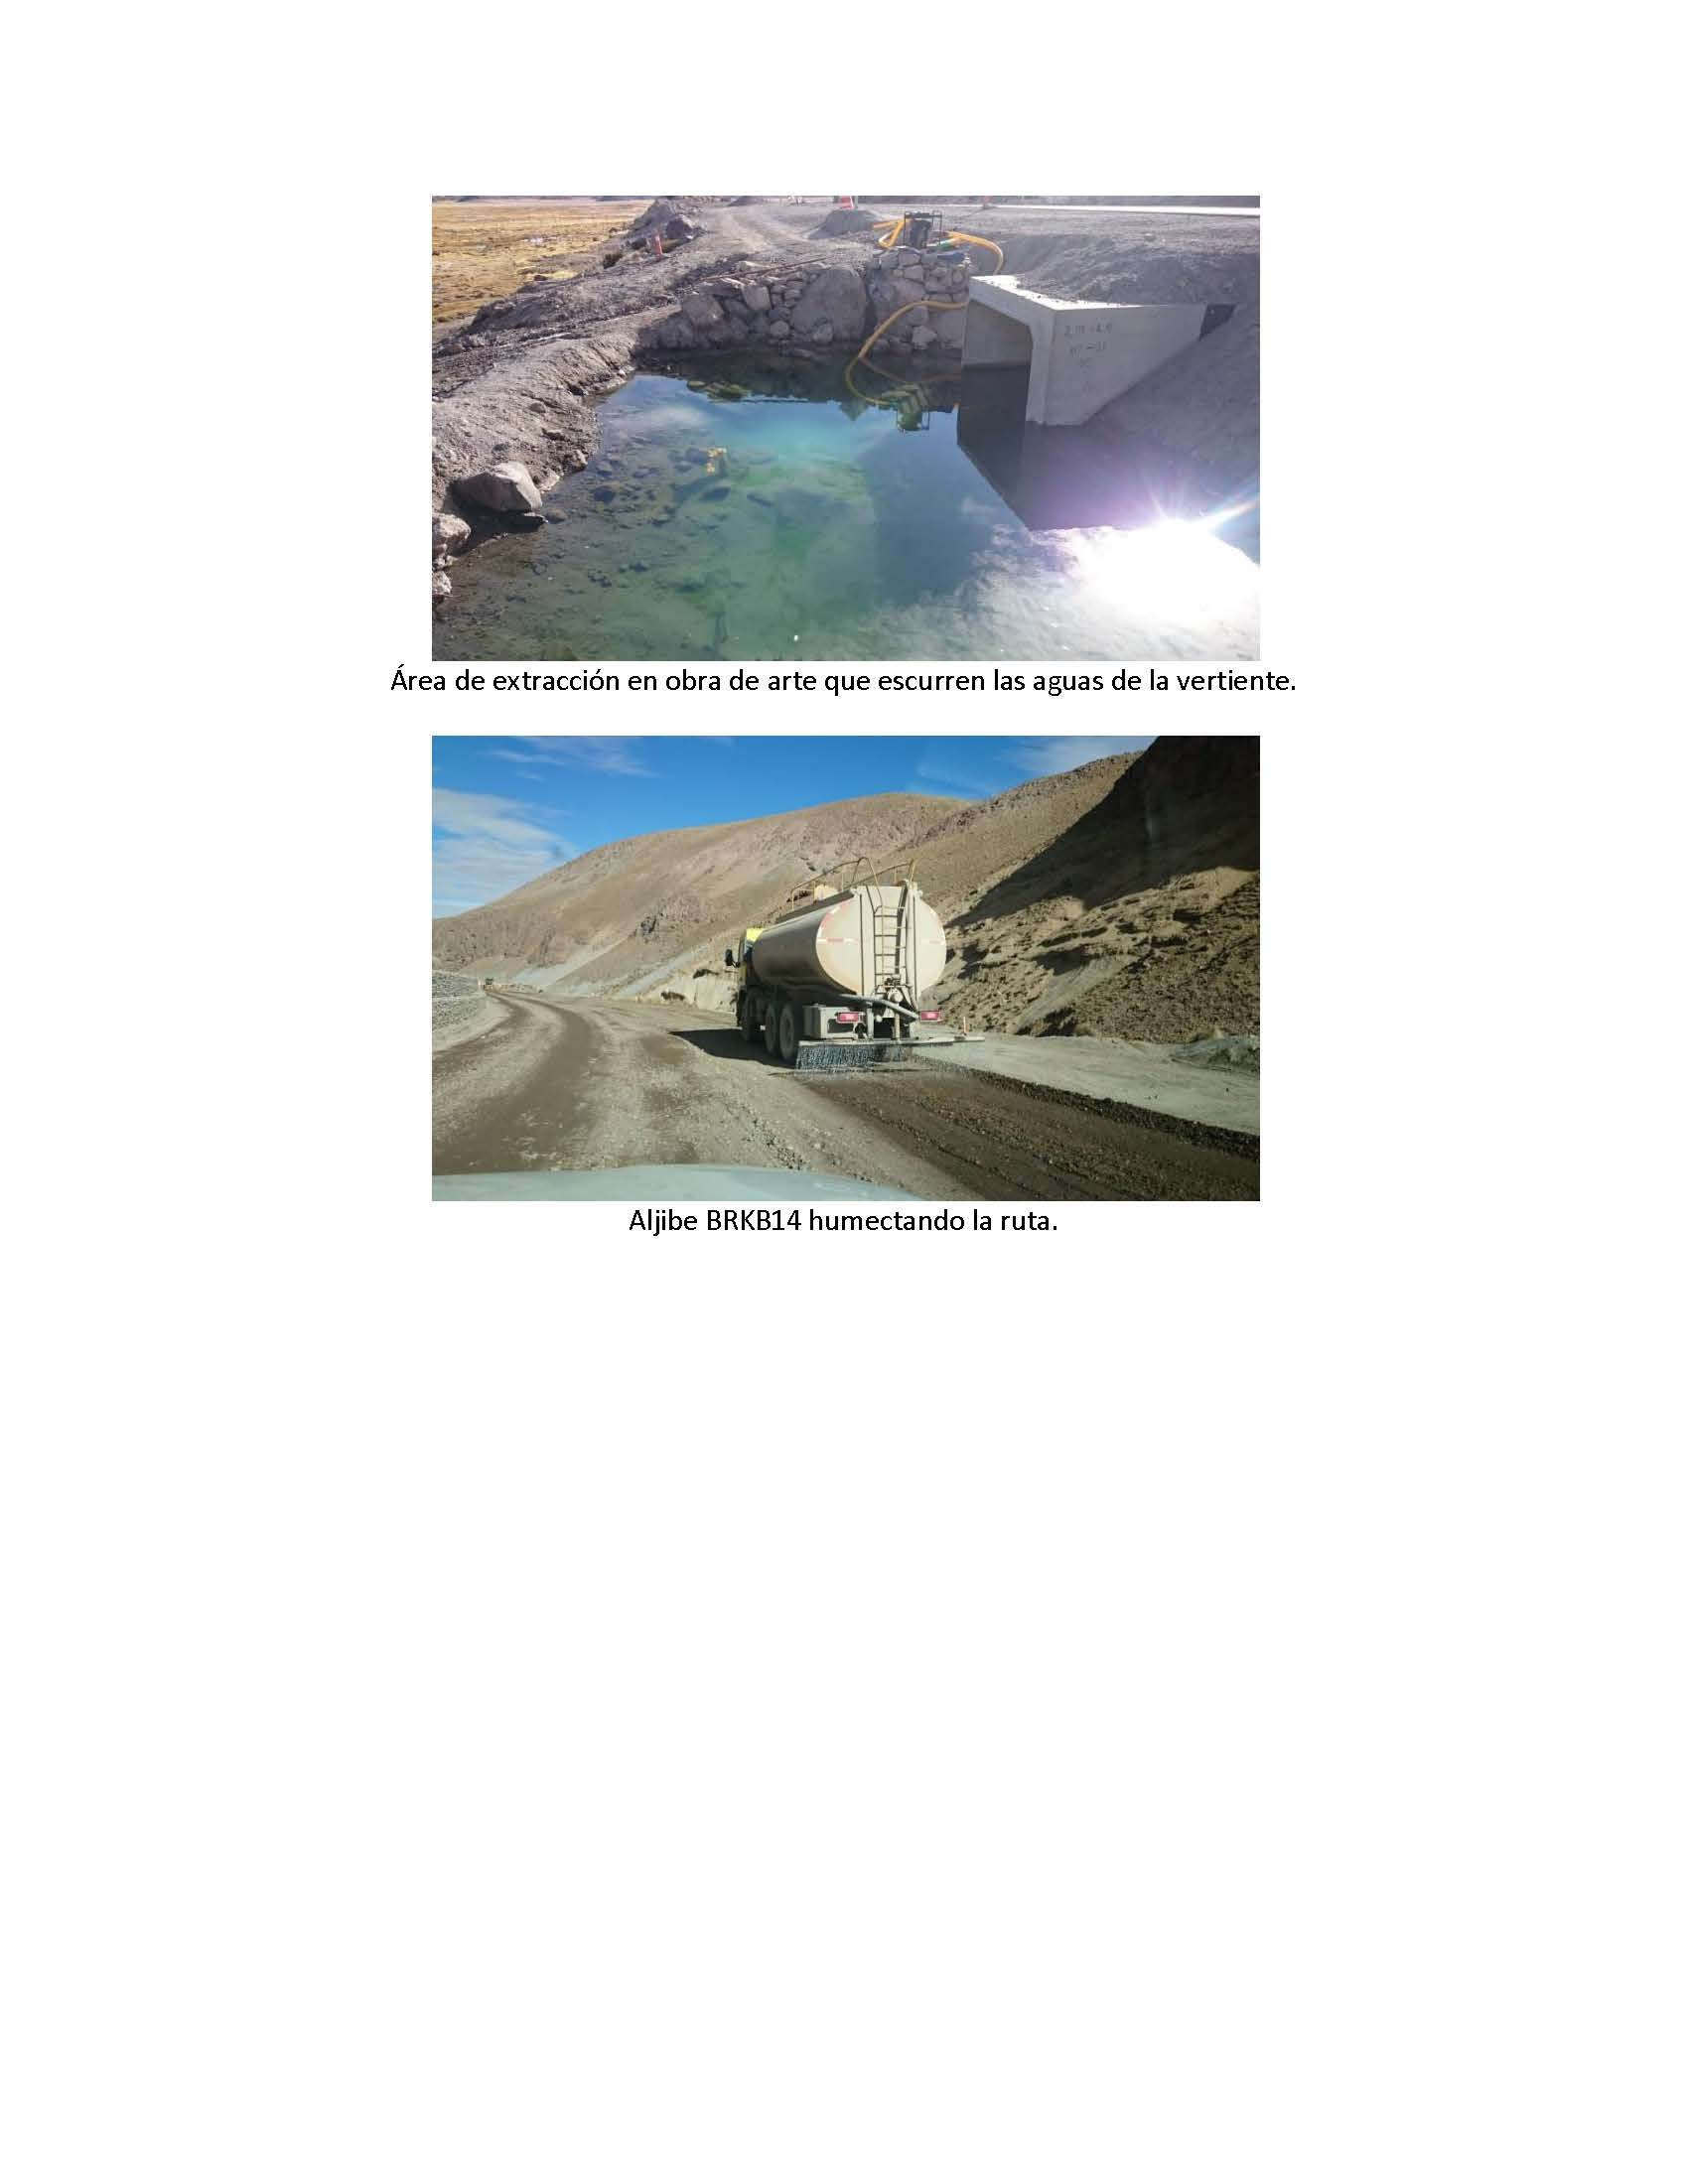 Área de extracción en obra de arte que escurren las aguas de la vertiente.
Aljibe BRKB14 humectando la ruta.